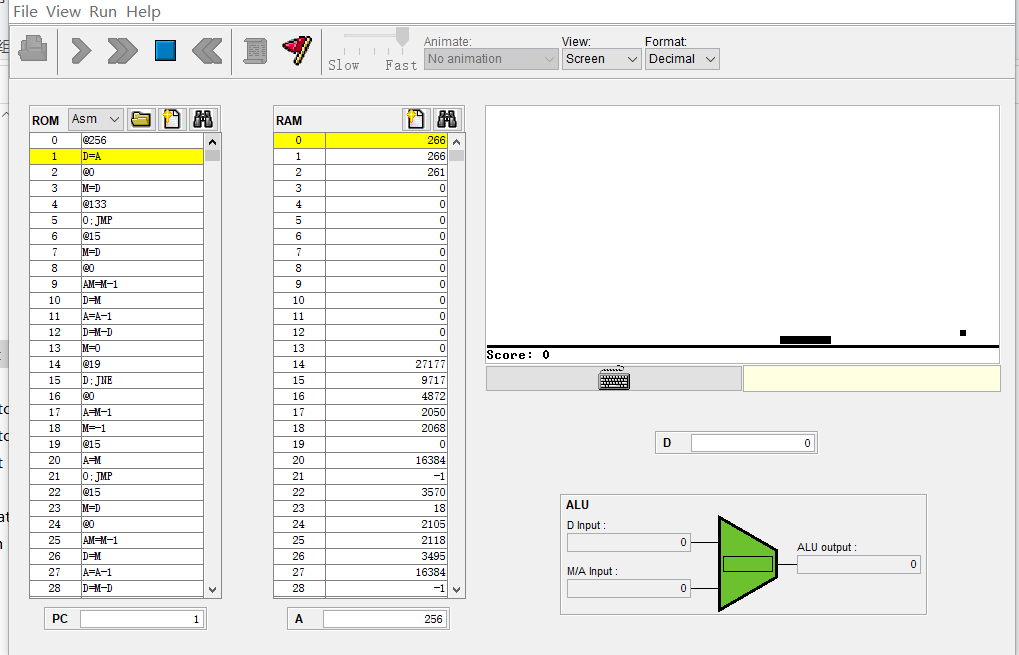 File View Run Help
Animate: View: Format:
No animation Screen Decimal
Slow Fast
组
ROM Asm
0 @256
1 D=A
2 @0
3 M=D
4 @133
5 0;JMP
6 @15
7 M=D
8 @0
9 AM=M-1
10 D=M
11 A=A-1
12 D=M-D
13 M=0
14 @19
15 D;JNE
16 @0
17 A=M-1
18 M=-1
19 @15
20 A=M
21 0;JMP
22 @15
23 M=D
24 @0
25 AM=M-1
26 D=M
27 A=A-1
28 D=M-D
PC 1
RAM
0 266
1 266
2 261
3 0
4 0
5 0
6 0
7 0
8 0
9 0
10 0
11 0
12 0
13 0
14 27177
15 9717
16 4872
17 2050
18 2068
19 0
20 16384
21 -1
22 3570
23 18
24 2105
25 2118
26 3495
27 16384
28 -1
A 256
Score: 0
D 0
ALU
D Input :
0
M/A Input :
0
ALU output :
0